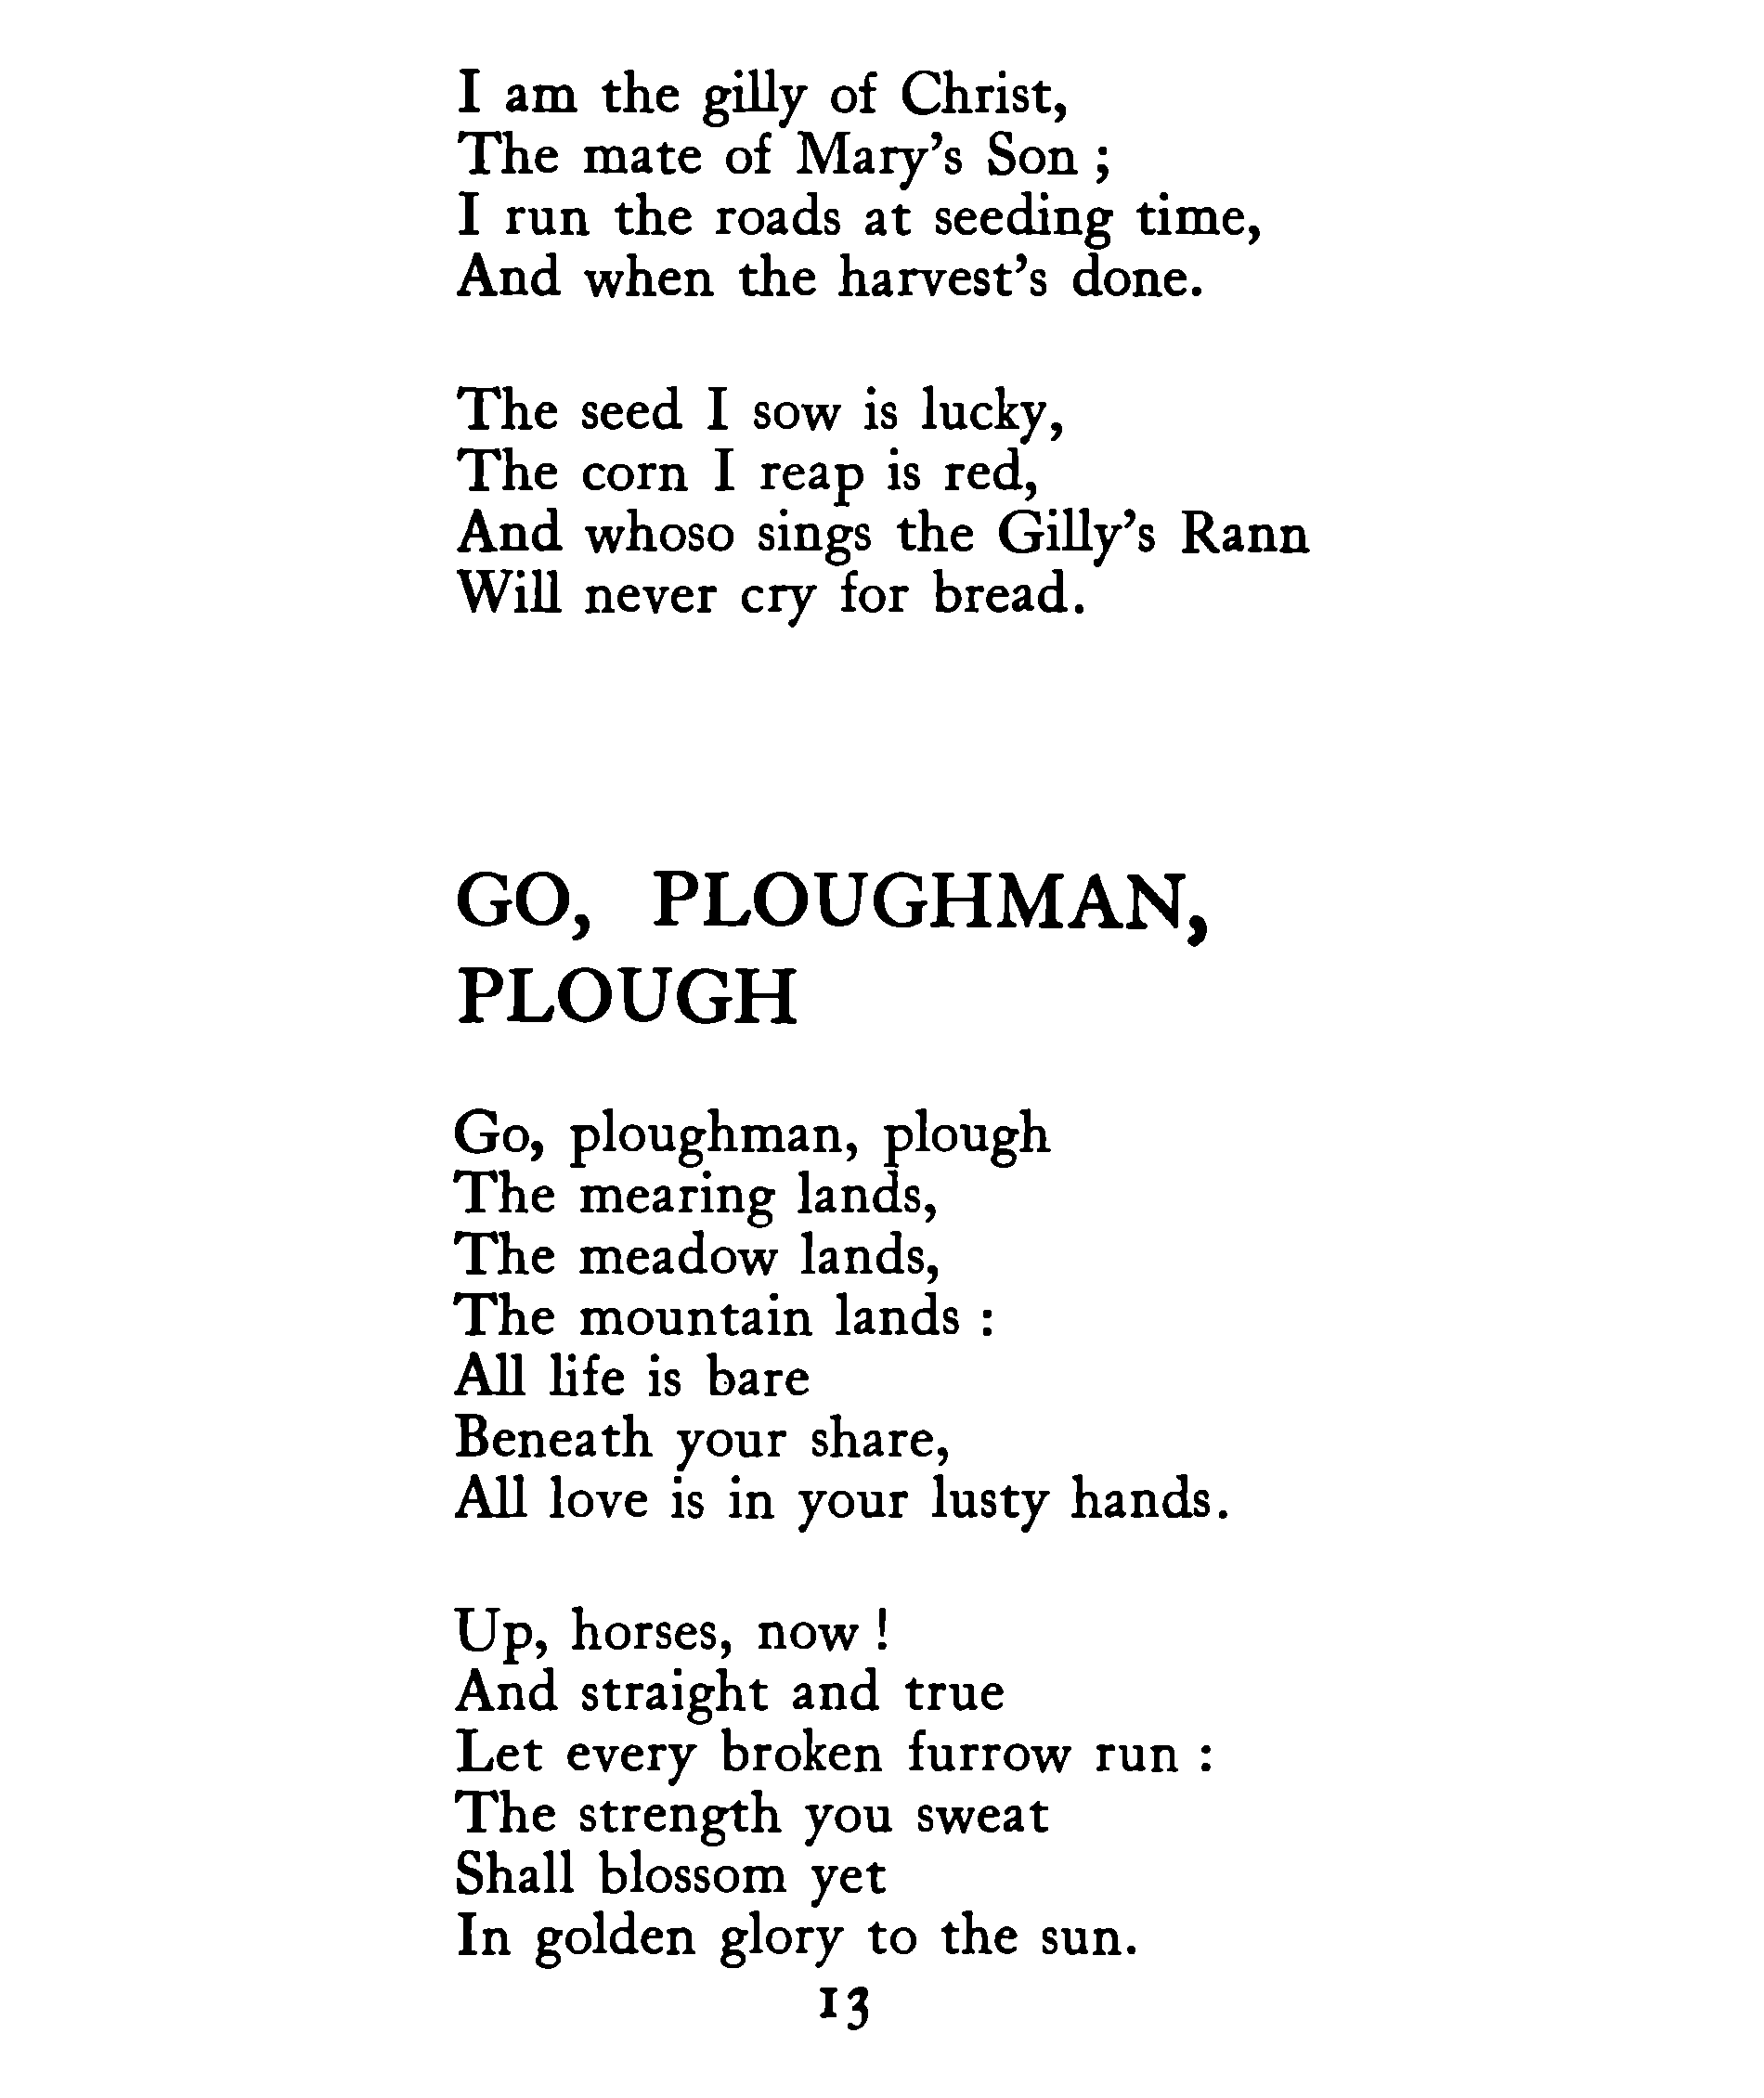 I am the gilly of Christ,
The mate of Mary's Son ;
I run the roads at seeding time,
And when the harvest's done.

The seed I sow is lucky,
The corn I reap is red,
And whoso sings the Gilly's Rann
Will never cry for bread.

GO, PLOUGHMAN,
PLOUGH

Go, ploughman, plough
The mearing lands,
The meadow lands,
The mountain lands :
All life is bare
Beneath your share,
All love is in your lusty hands.

Up, horses, now !
And straight and true
Let every broken furrow run :
The strength you sweat
Shall blossom yet
In golden glory to the sun.
13